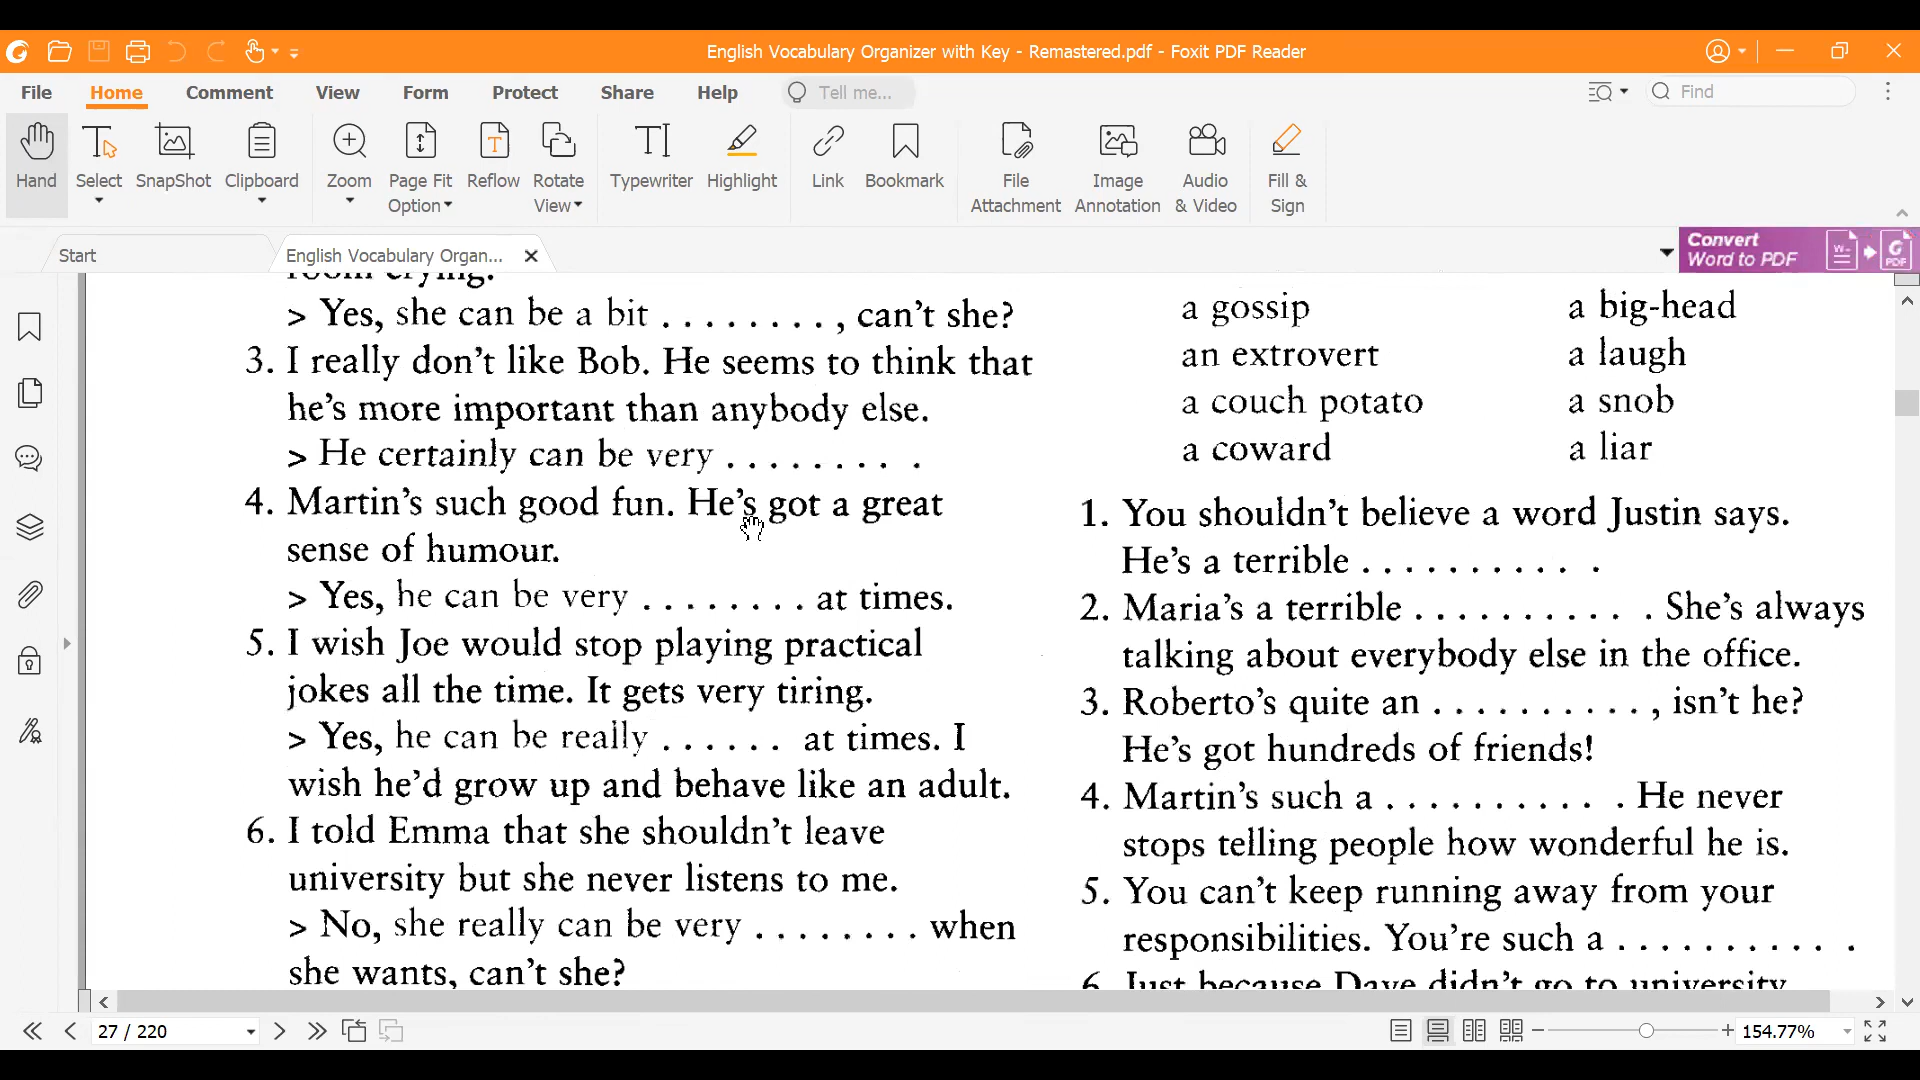 English Vocabulary Organizer with Key - Remastered.pdf - Foxit PDF Reader
File Home Comment View Form Protect Share Help Tell me... Find
Hand Select SnapShot Clipboard Zoom Page Fit Option Reflow Rotate View Typewriter Highlight Link Bookmark File Attachment Image Annotation Audio & Video Fill & Sign
Start English Vocabulary Organ... Convert Word to PDF
room crying.
> Yes, she can be a bit . . . . . . . . . , can't she?
3. I really don't like Bob. He seems to think that
he's more important than anybody else.
> He certainly can be very . . . . . . . .
4. Martin's such good fun. He's got a great
sense of humour.
> Yes, he can be very . . . . . . . . at times.
5. I wish Joe would stop playing practical
jokes all the time. It gets very tiring.
> Yes, he can be really . . . . . . at times. I
wish he'd grow up and behave like an adult.
6. I told Emma that she shouldn't leave
university but she never listens to me.
> No, she really can be very . . . . . . . . when
she wants, can't she?
a gossip a big-head
an extrovert a laugh
a couch potato a snob
a coward a liar
1. You shouldn't believe a word Justin says.
He's a terrible . . . . . . . . . . . .
2. Maria's a terrible . . . . . . . . . . . . She's always
talking about everybody else in the office.
3. Roberto's quite an . . . . . . . . . . . , isn't he?
He's got hundreds of friends!
4. Martin's such a . . . . . . . . . . . . He never
stops telling people how wonderful he is.
5. You can't keep running away from your
responsibilities. You're such a . . . . . . . . . . . .
6. Just because Dave didn't go to university
27 / 220 154.77%